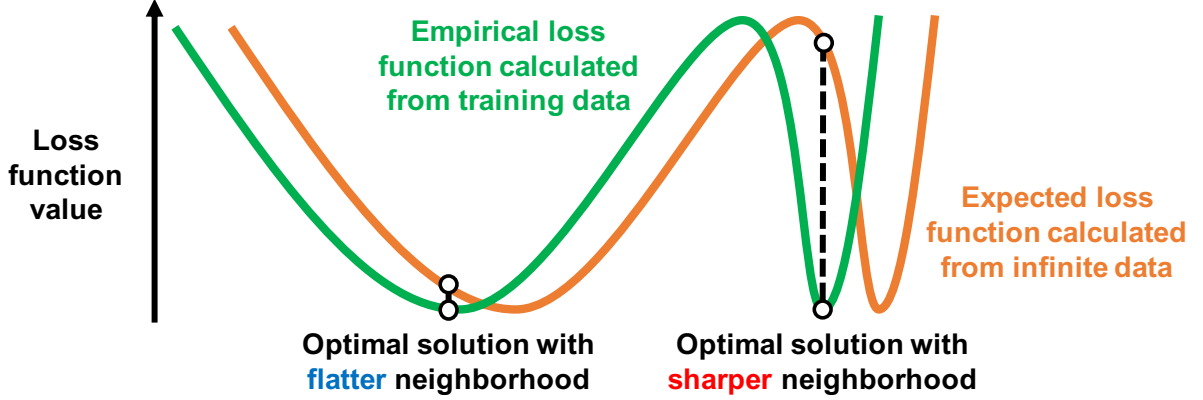 Empirical loss
function calculated
from training data
Loss
function
value
Expected loss
function calculated
from infinite data
Optimal solution with
flatter neighborhood
Optimal solution with
sharper neighborhood